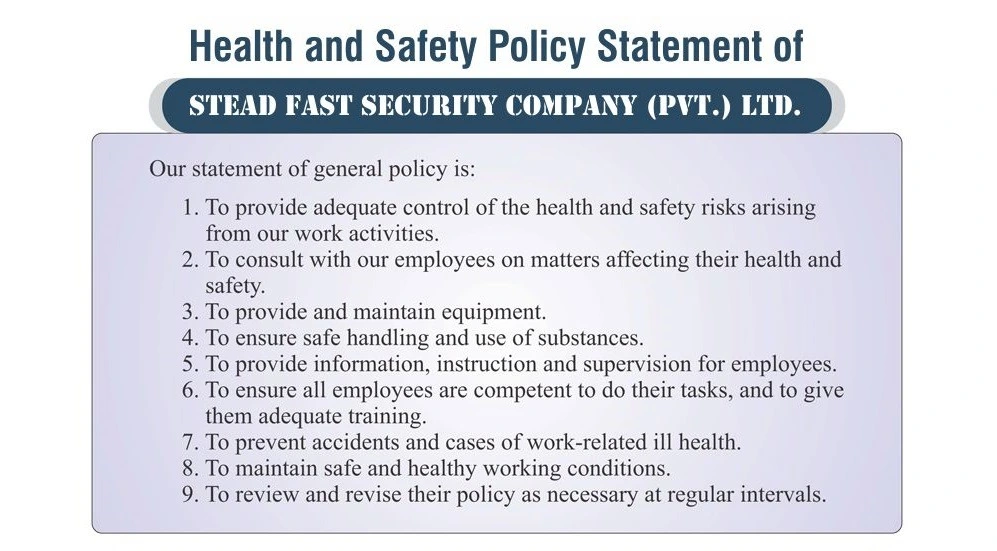 Health and Safety Policy Statement of
STEAD FAST SECURITY COMPANY (PVT.) LTD.
Our statement of general policy is:
1. To provide adequate control of the health and safety risks arising
from our work activities.
2. To consult with our employees on matters affecting their health and
safety.
3. To provide and maintain equipment.
4. To ensure safe handling and use of substances.
5. To provide information, instruction and supervision for employees.
6. To ensure all employees are competent to do their tasks, and to give
them adequate training.
7. To prevent accidents and cases of work-related ill health.
8. To maintain safe and healthy working conditions.
9. To review and revise their policy as necessary at regular intervals.